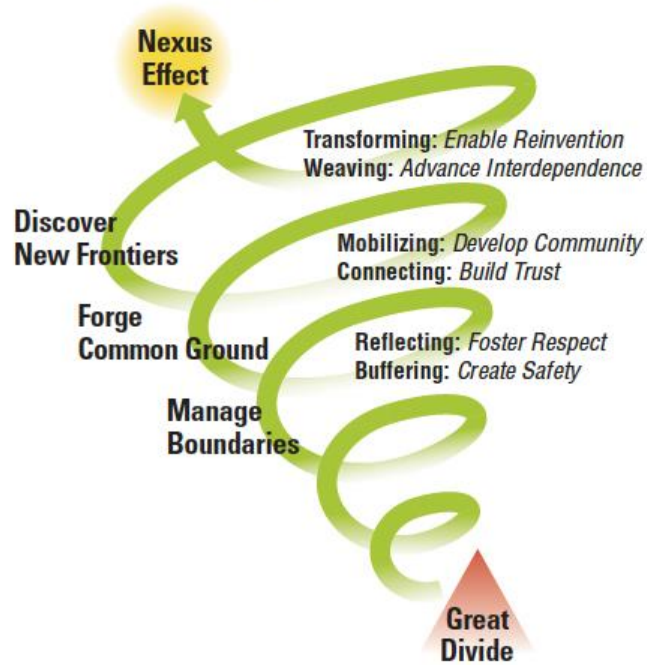 Nexus
Effect
Transforming: Enable Reinvention
Weaving: Advance Interdependence
Discover
New Frontiers
Mobilizing: Develop Community
Connecting: Build Trust
Forge
Common Ground
Reflecting: Foster Respect
Buffering: Create Safety
Manage
Boundaries
Great
Divide